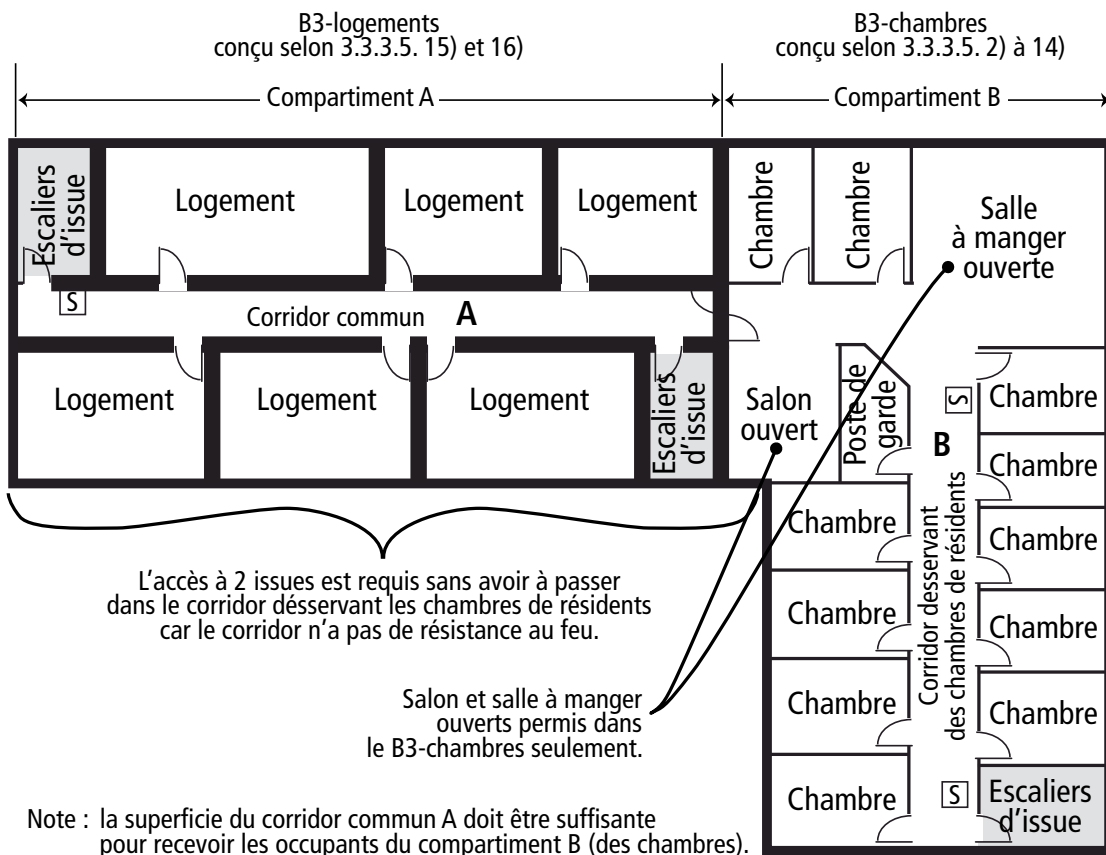 B3-logements
conçu selon 3.3.3.5. 15) et 16)
B3-chambres
conçu selon 3.3.3.5. 2) à 14)
Compartiment A
Compartiment B
Escaliers
d'issue
Logement
Logement
Logement
Chambre
Chambre
Salle
à manger
ouverte
S
Corridor commun
A
Logement
Logement
Logement
Escaliers
d'issue
Salon
ouvert
Poste de
garde
S
B
Chambre
Chambre
Chambre
Chambre
Chambre
Corridor desservant
des chambres de résidents
Chambre
Chambre
Chambre
Chambre
S
Escaliers
d'issue
L'accès à 2 issues est requis sans avoir à passer
dans le corridor désservant les chambres de résidents
car le corridor n'a pas de résistance au feu.
Salon et salle à manger
ouverts permis dans
le B3-chambres seulement.
Note : la superficie du corridor commun A doit être suffisante
pour recevoir les occupants du compartiment B (des chambres).